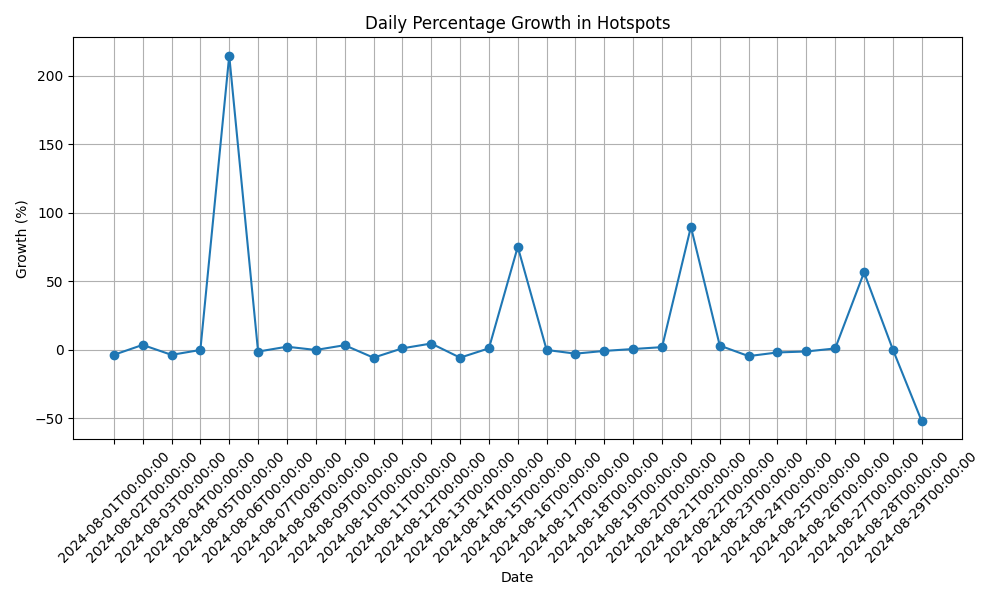 Daily Percentage Growth in Hotspots
Growth (%)
200
150
100
50
0
−50
2024-08-01T00:00:00
2024-08-02T00:00:00
2024-08-03T00:00:00
2024-08-04T00:00:00
2024-08-05T00:00:00
2024-08-06T00:00:00
2024-08-07T00:00:00
2024-08-08T00:00:00
2024-08-09T00:00:00
2024-08-10T00:00:00
2024-08-11T00:00:00
2024-08-12T00:00:00
2024-08-13T00:00:00
2024-08-14T00:00:00
2024-08-15T00:00:00
2024-08-16T00:00:00
2024-08-17T00:00:00
2024-08-18T00:00:00
2024-08-19T00:00:00
2024-08-20T00:00:00
2024-08-21T00:00:00
2024-08-22T00:00:00
2024-08-23T00:00:00
2024-08-24T00:00:00
2024-08-25T00:00:00
2024-08-26T00:00:00
2024-08-27T00:00:00
2024-08-28T00:00:00
2024-08-29T00:00:00
Date